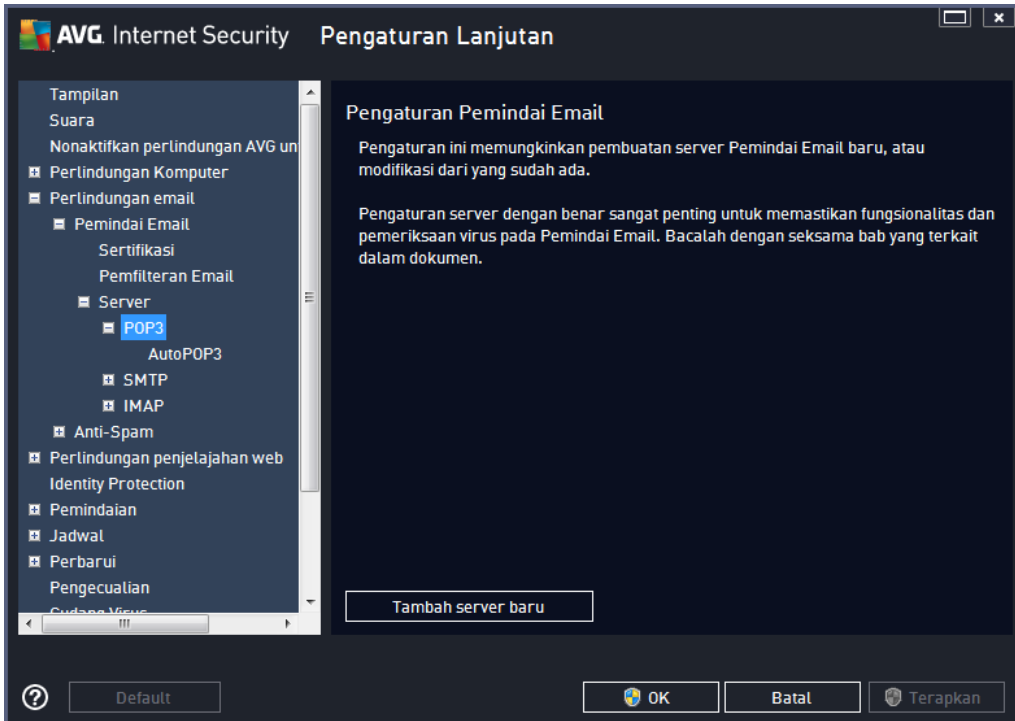 AVG. Internet Security
Pengaturan Lanjutan
Tampilan
Suara
Nonaktifkan perlindungan AVG un
Perlindungan Komputer
Perlindungan email
Pemindai Email
Sertifikasi
Pemfilteran Email
Server
POP3
AutoPOP3
SMTP
IMAP
Anti-Spam
Perlindungan penjelajahan web
Identity Protection
Pemindaian
Jadwal
Perbarui
Pengecualian
Gudang Virus
Pengaturan Pemindai Email
Pengaturan ini memungkinkan pembuatan server Pemindai Email baru, atau
modifikasi dari yang sudah ada.
Pengaturan server dengan benar sangat penting untuk memastikan fungsionalitas dan
pemeriksaan virus pada Pemindai Email. Bacalah dengan seksama bab yang terkait
dalam dokumen.
Tambah server baru
Default
OK
Batal
Terapkan